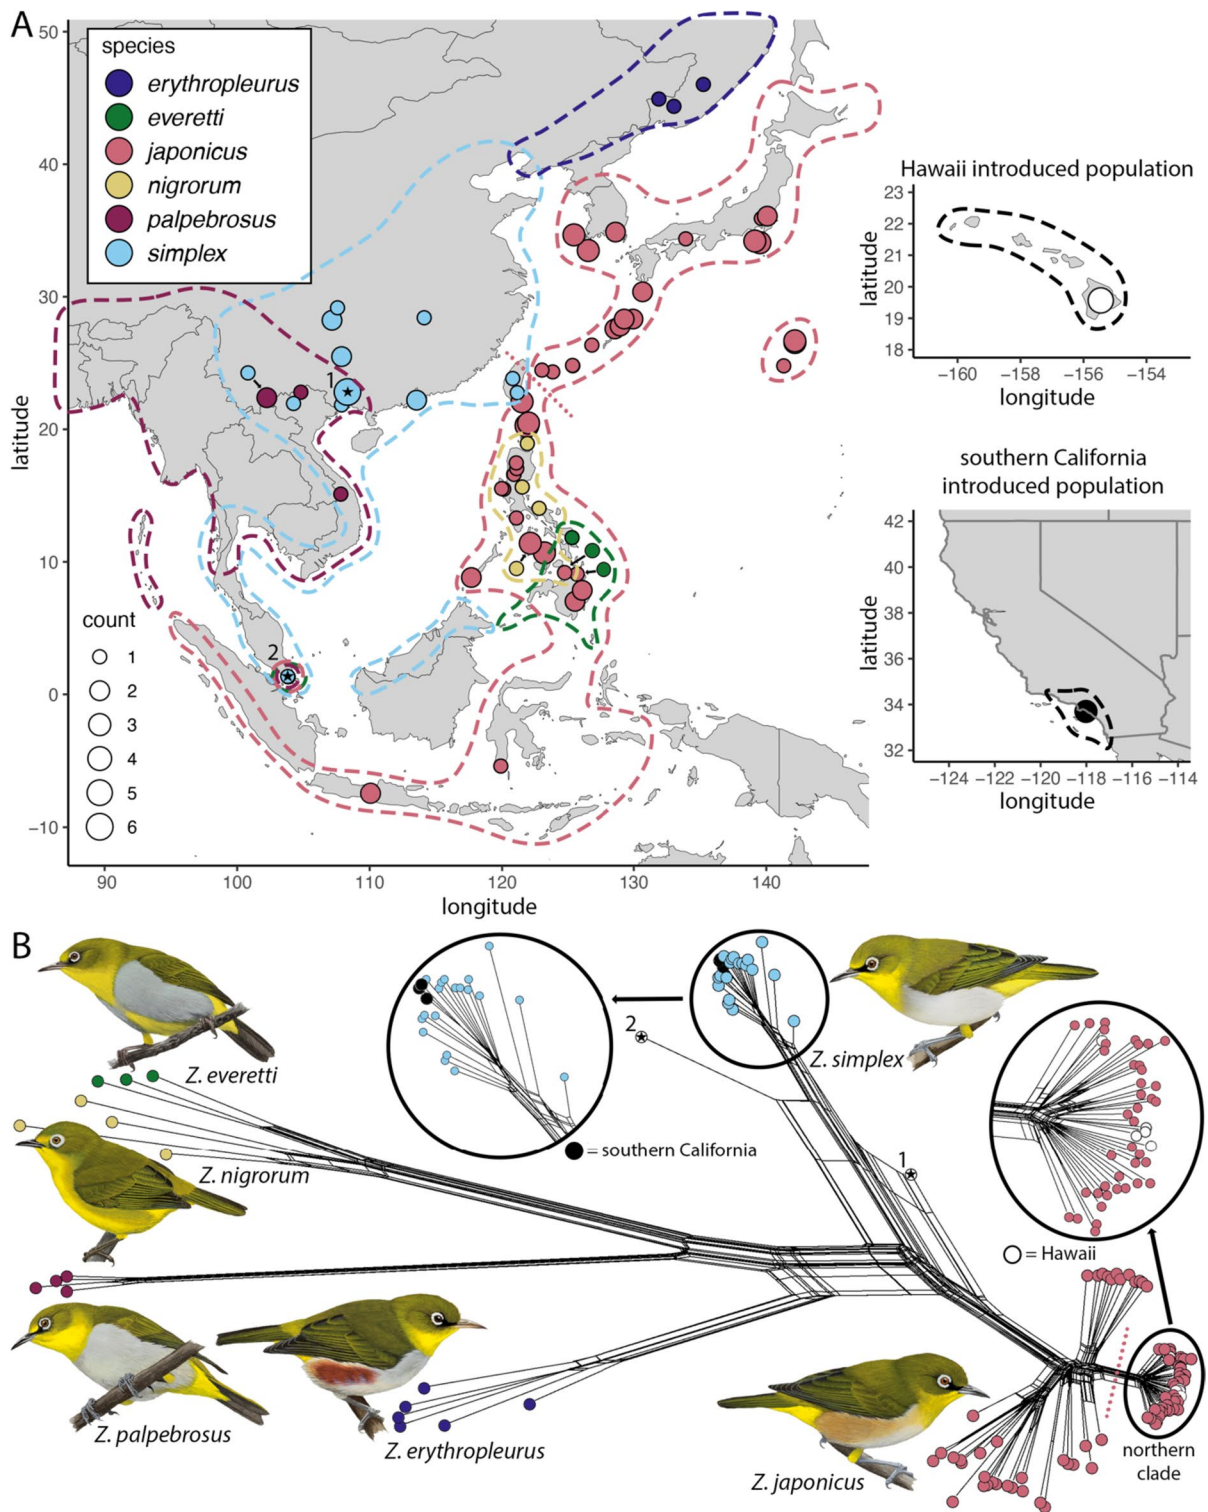 A
species
erythropleurus
everetti
japonicus
nigrorum
palpebrosus
simplex
count
1
2
3
4
5
6
50
40
30
20
10
0
−10
latitude
90
100
110
120
130
140
longitude
1
2
Hawaii introduced population
23
22
21
20
19
18
latitude
−160
−158
−156
−154
longitude
southern California
introduced population
42
40
38
36
34
32
latitude
−124
−122
−120
−118
−116
−114
longitude
B
Z. everetti
Z. nigrorum
Z. palpebrosus
Z. erythropleurus
Z. japonicus
Z. simplex
2
1
= southern California
= Hawaii
northern
clade